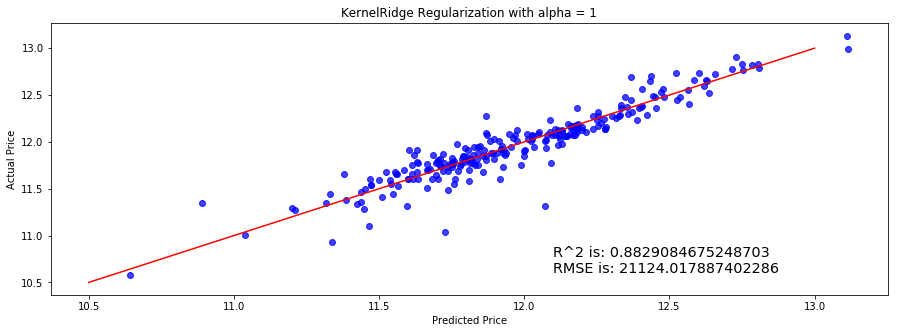 KernelRidge Regularization with alpha = 1
13.0
12.5
12.0
11.5
11.0
10.5
Actual Price
R^2 is: 0.8829084675248703
RMSE is: 21124.017887402286
10.5 11.0 11.5 12.0 12.5 13.0
Predicted Price